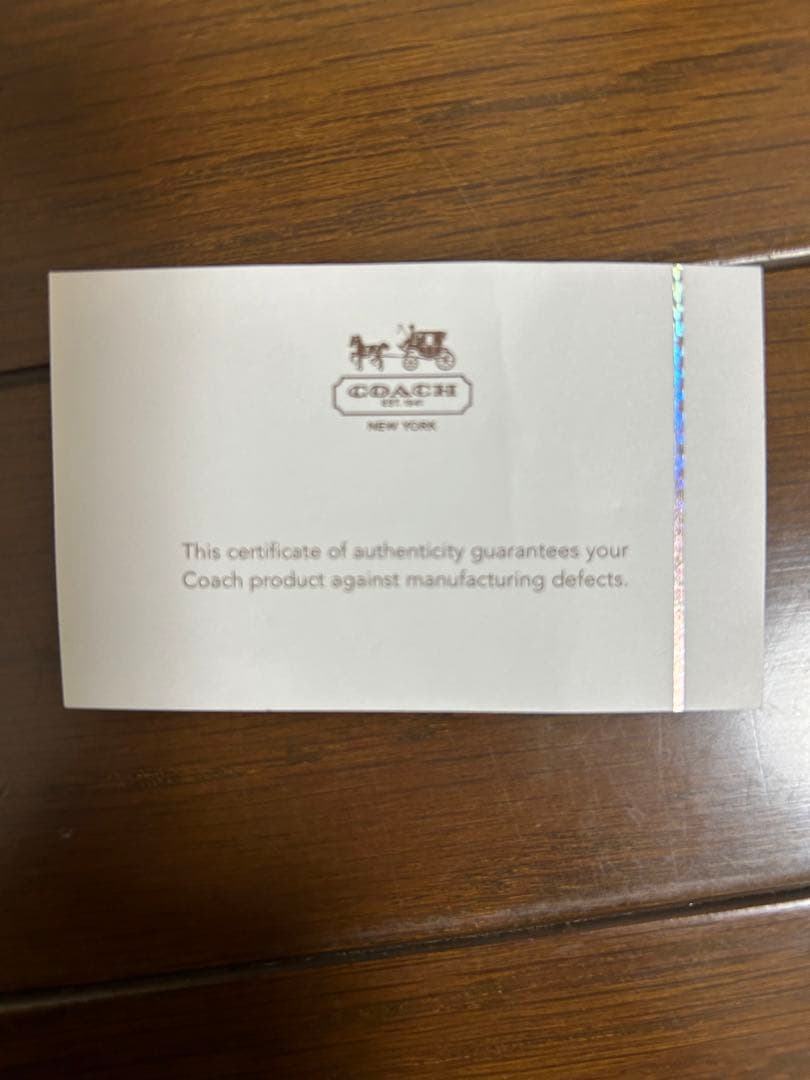 COACH
EST. 1941
NEW YORK
This certificate of authenticity guarantees your
Coach product against manufacturing defects.